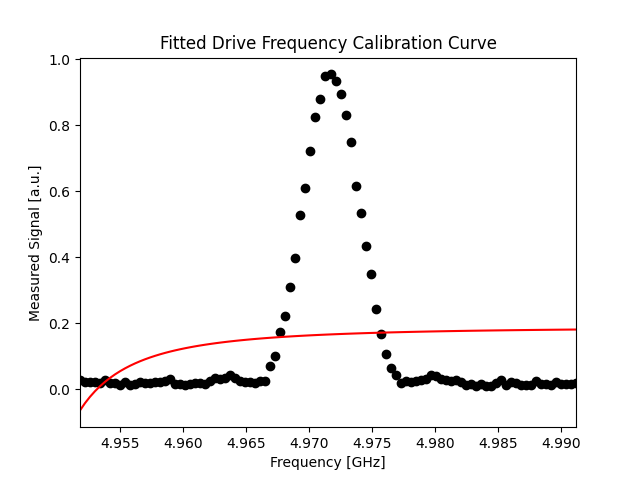 Fitted Drive Frequency Calibration Curve
1.0
0.8
0.6
0.4
0.2
0.0
Measured Signal [a.u.]
4.955 4.960 4.965 4.970 4.975 4.980 4.985 4.990
Frequency [GHz]